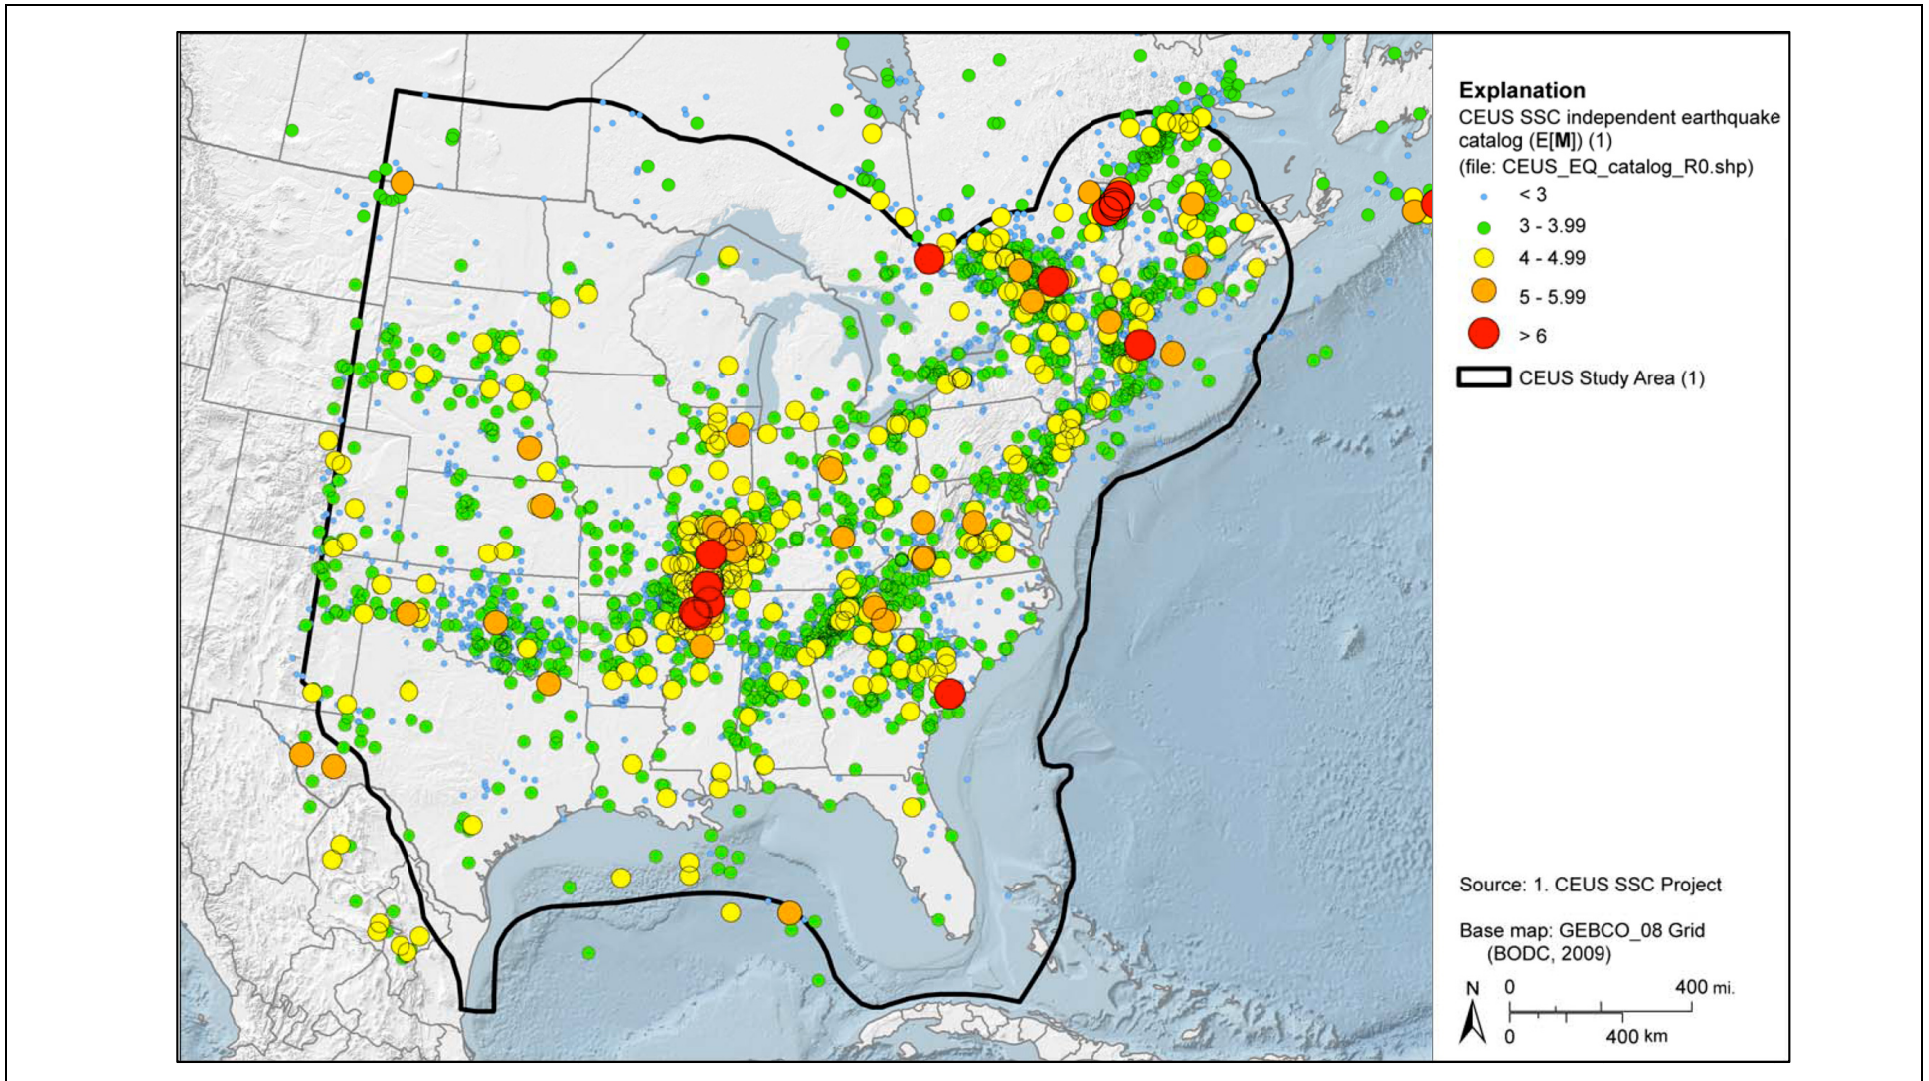 Explanation
CEUS SSC independent earthquake
catalog (E[M]) (1)
(file: CEUS_EQ_catalog_R0.shp)
< 3
3 - 3.99
4 - 4.99
5 - 5.99
> 6
CEUS Study Area (1)
Source: 1. CEUS SSC Project
Base map: GEBCO_08 Grid
(BODC, 2009)
N
0 400 mi.
0 400 km